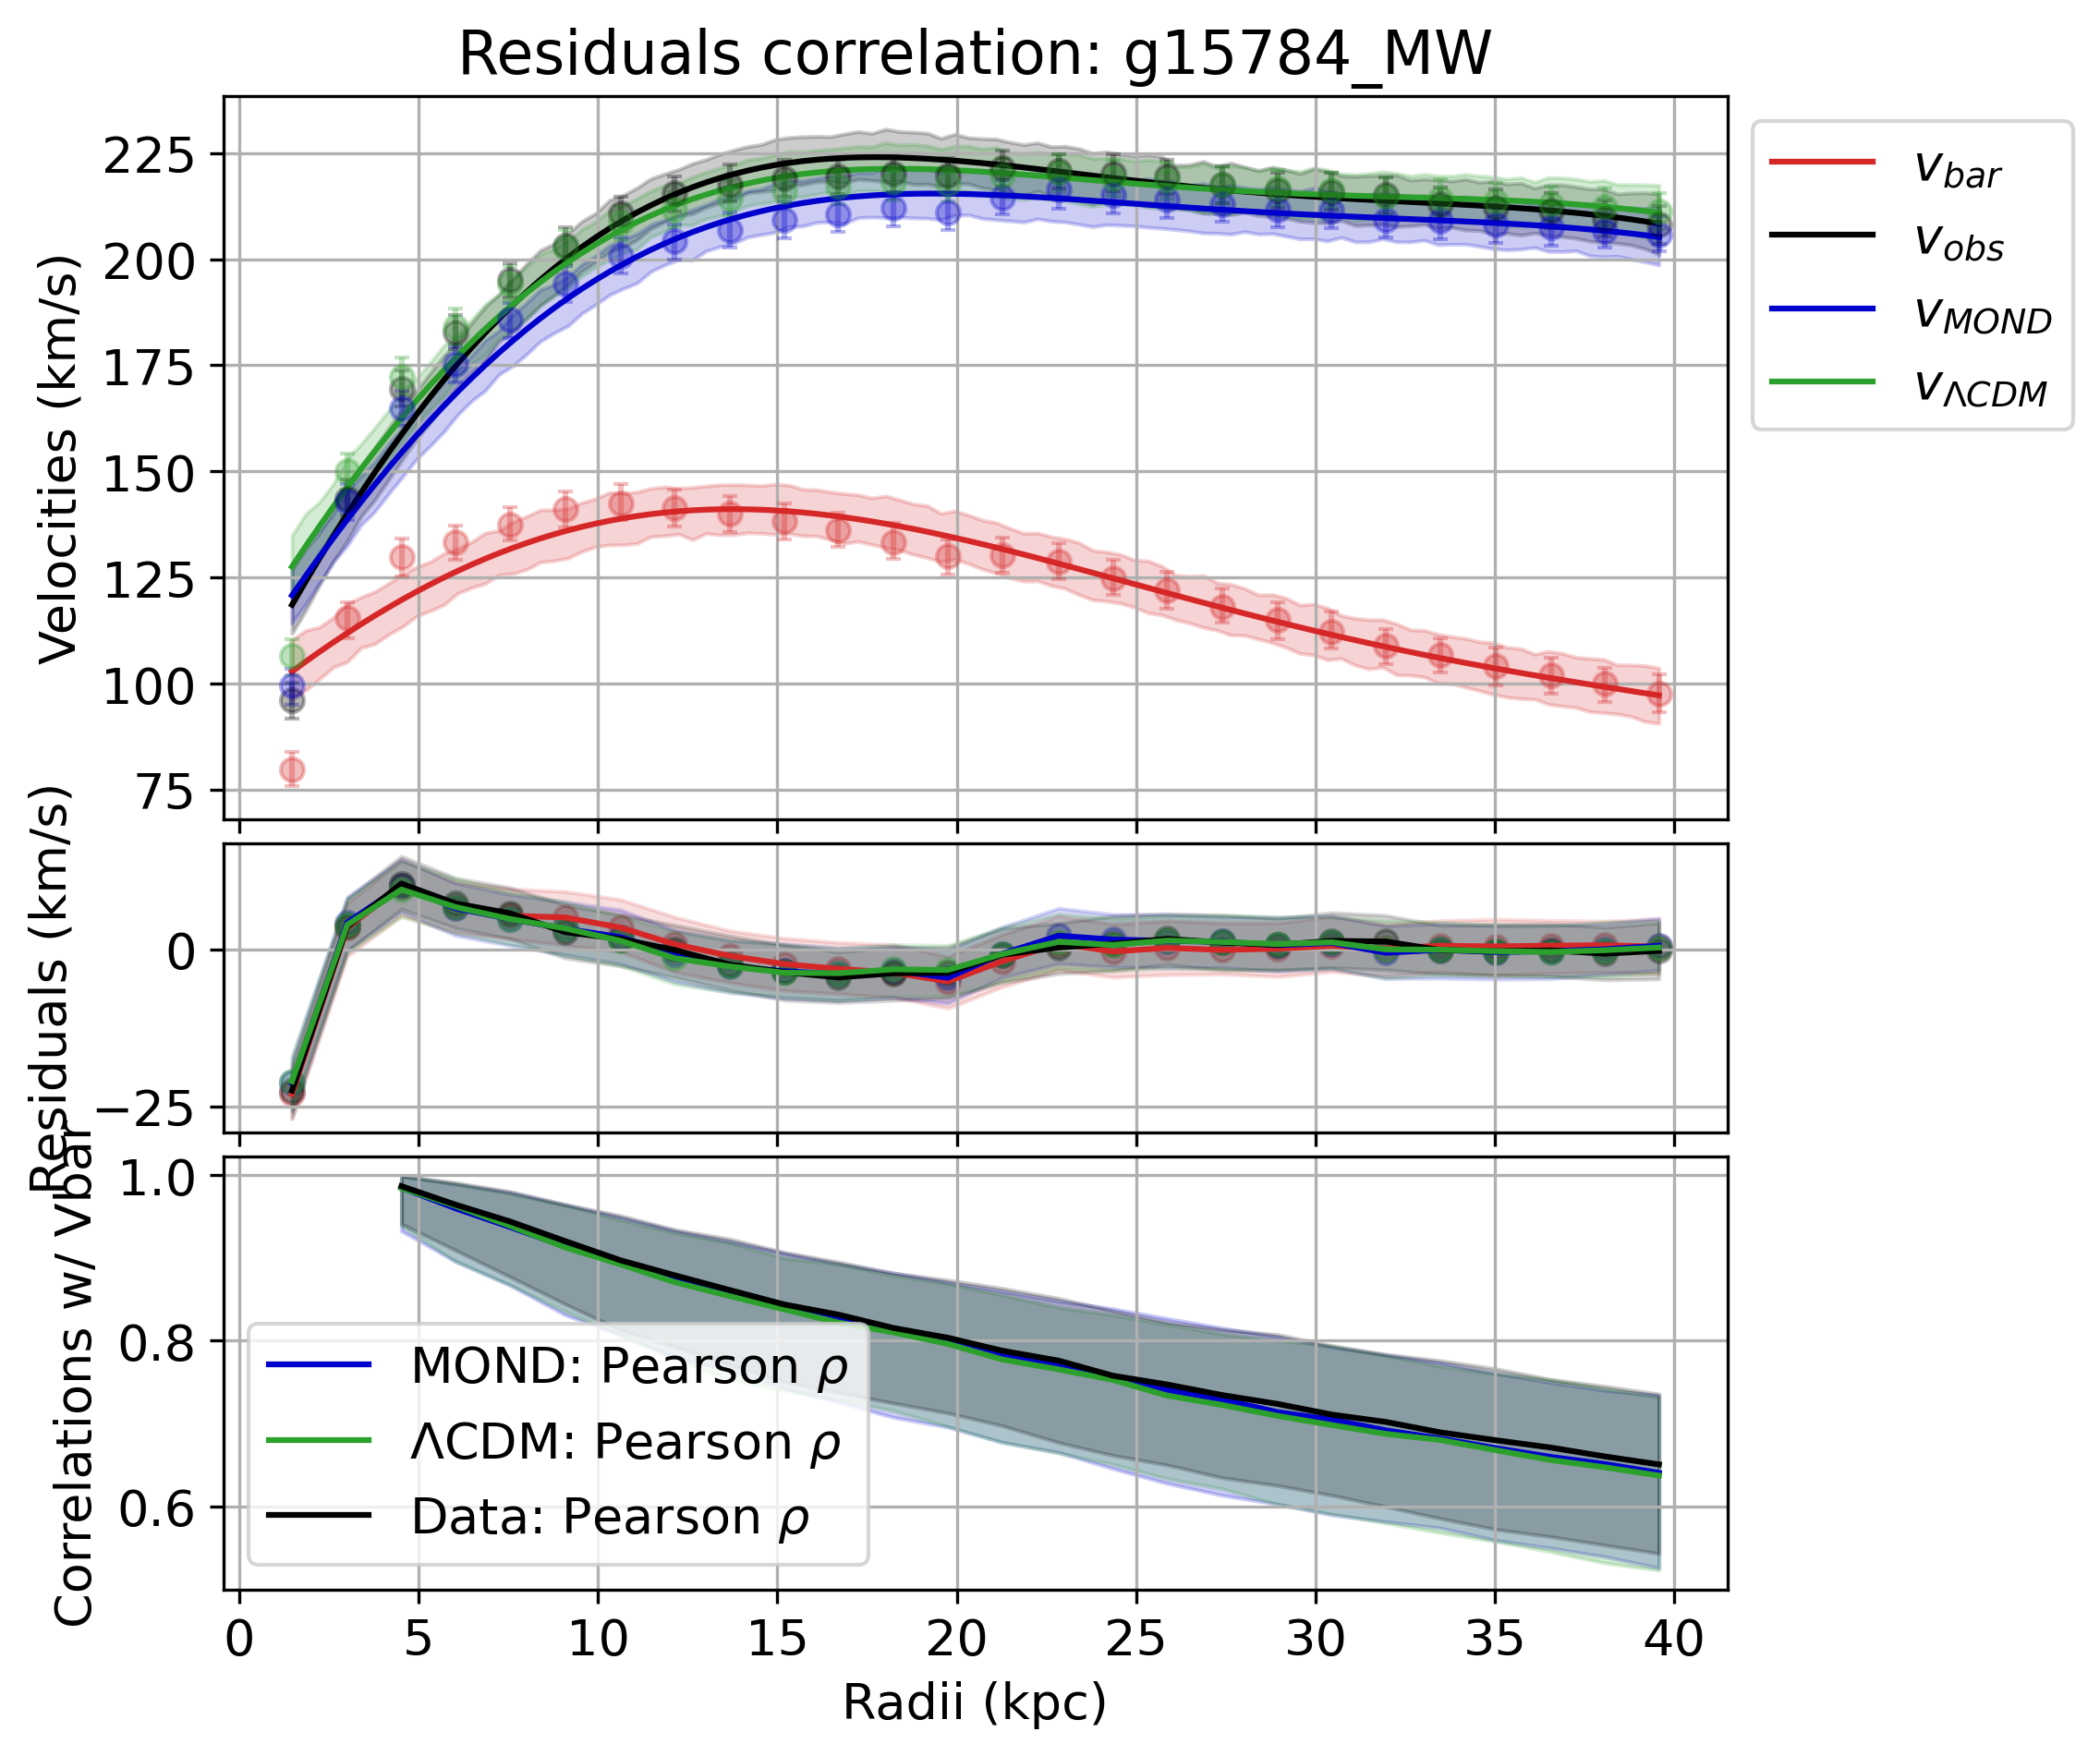 Residuals correlation: g15784_MW
Velocities (km/s)
225
200
175
150
125
100
75
v_bar
v_obs
v_MOND
v_ΛCDM
Residuals (km/s)
0
−25
Correlations w/ Vbar
1.0
0.8
0.6
MOND: Pearson ρ
ΛCDM: Pearson ρ
Data: Pearson ρ
0 5 10 15 20 25 30 35 40
Radii (kpc)